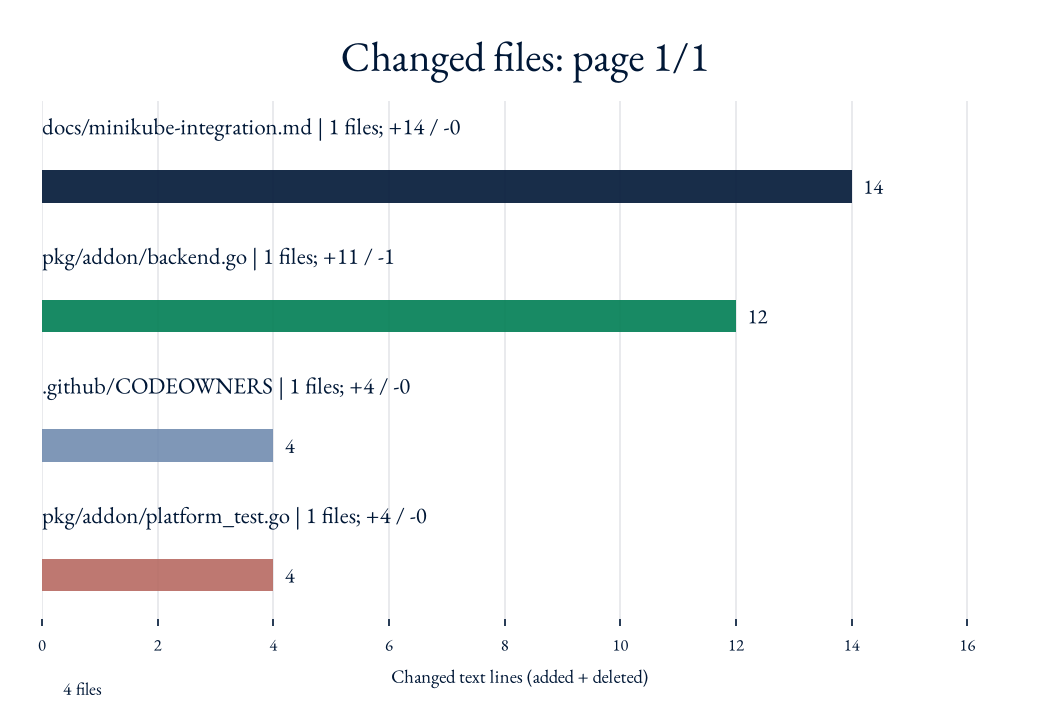 Changed files: page 1/1
docs/minikube-integration.md | 1 files; +14 / -0
14
pkg/addon/backend.go | 1 files; +11 / -1
12
.github/CODEOWNERS | 1 files; +4 / -0
4
pkg/addon/platform_test.go | 1 files; +4 / -0
4
0 2 4 6 8 10 12 14 16
Changed text lines (added + deleted)
4 files